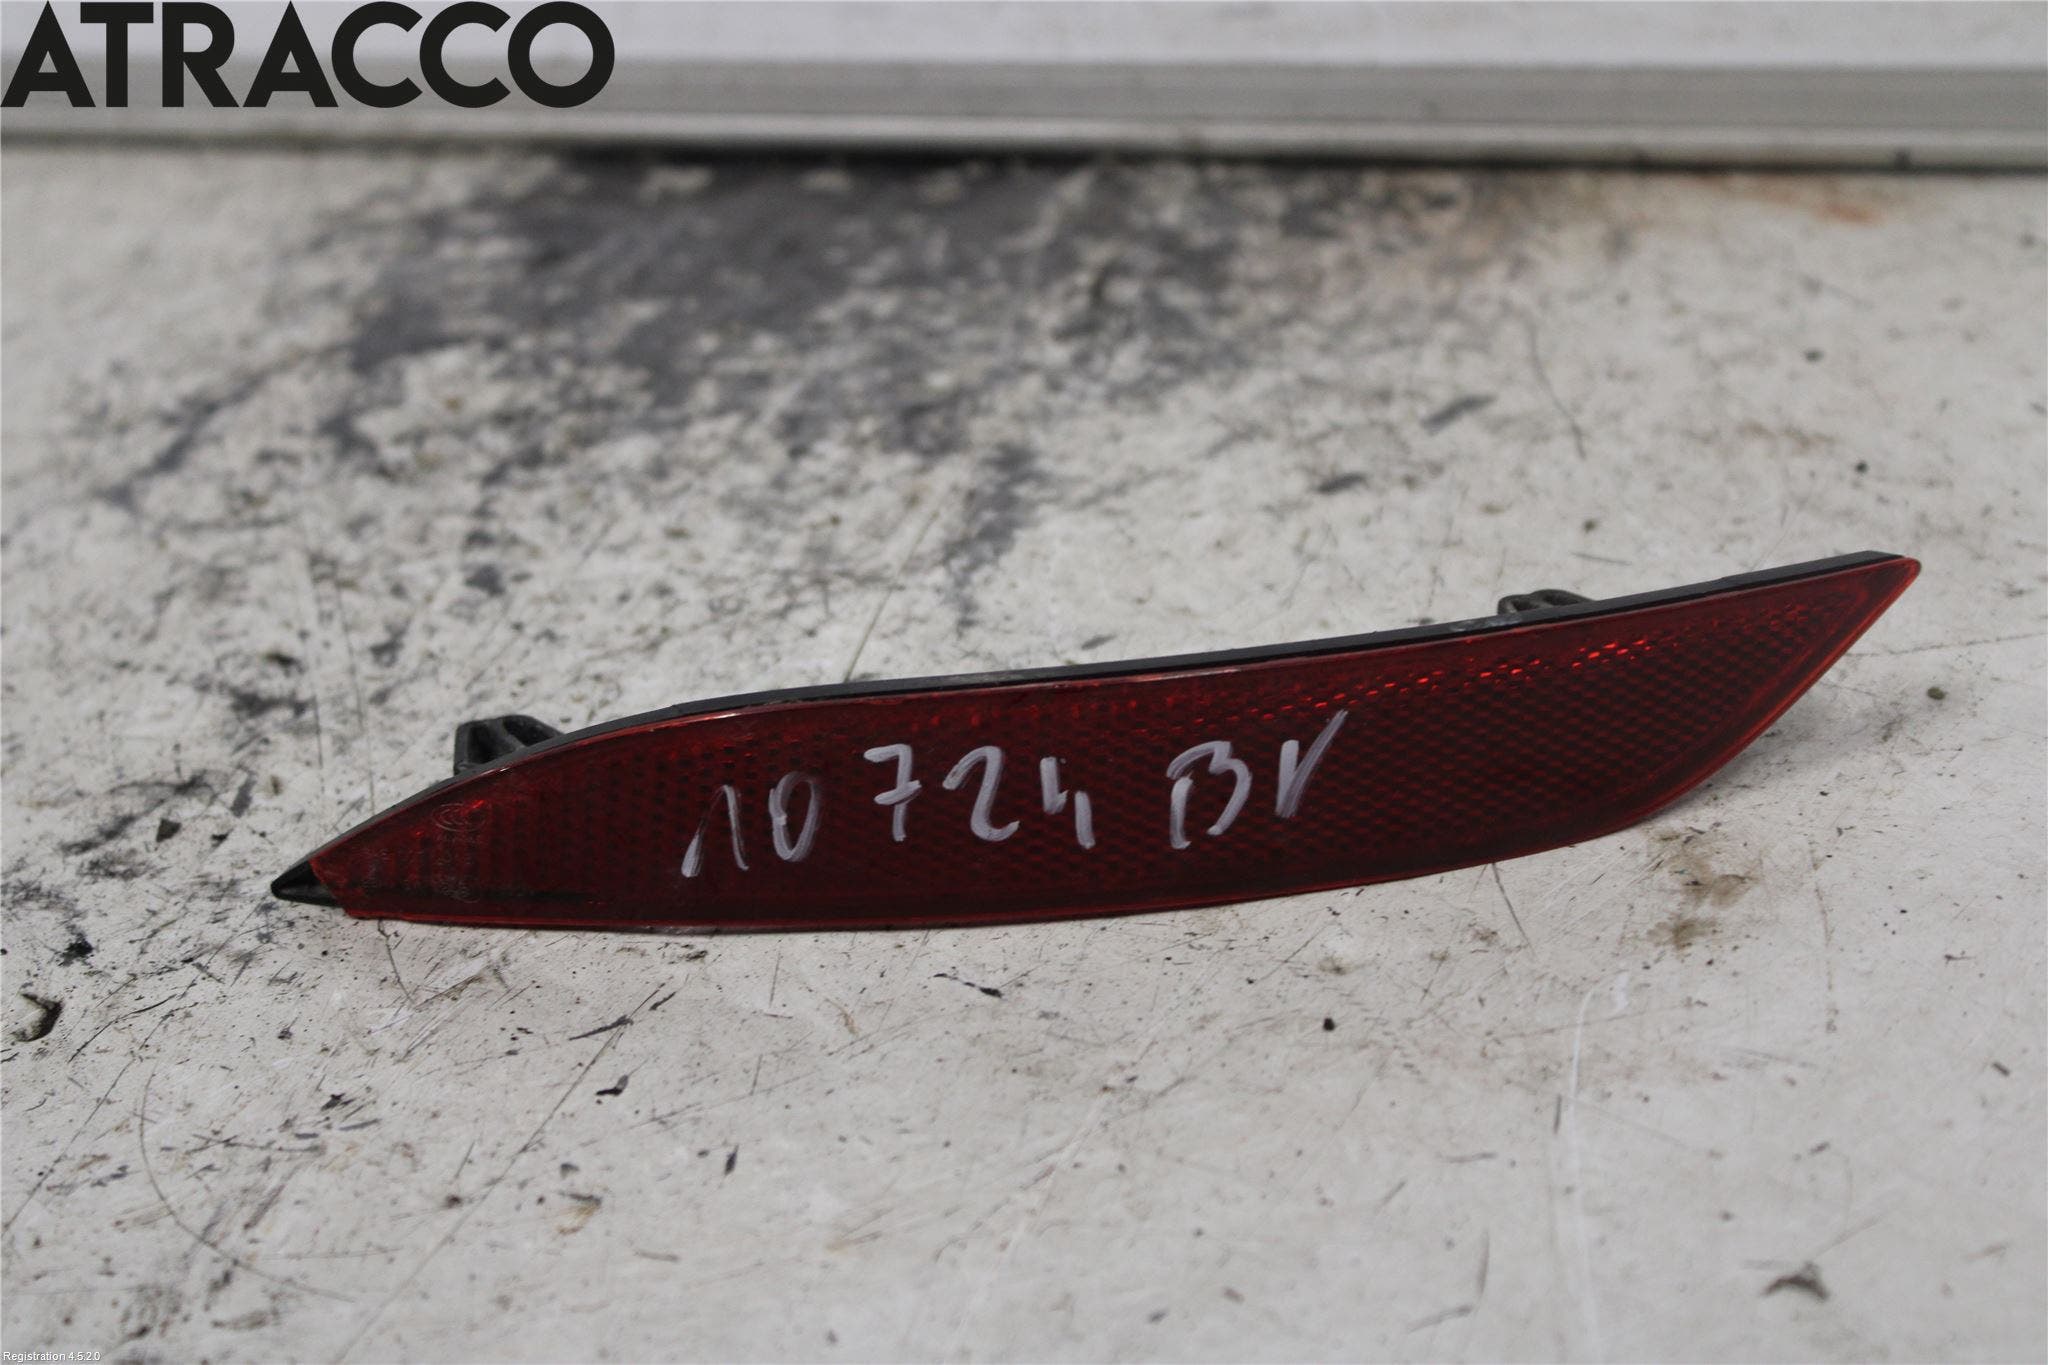 ATRACCO
10724 BV
Registration 4.5.2.0